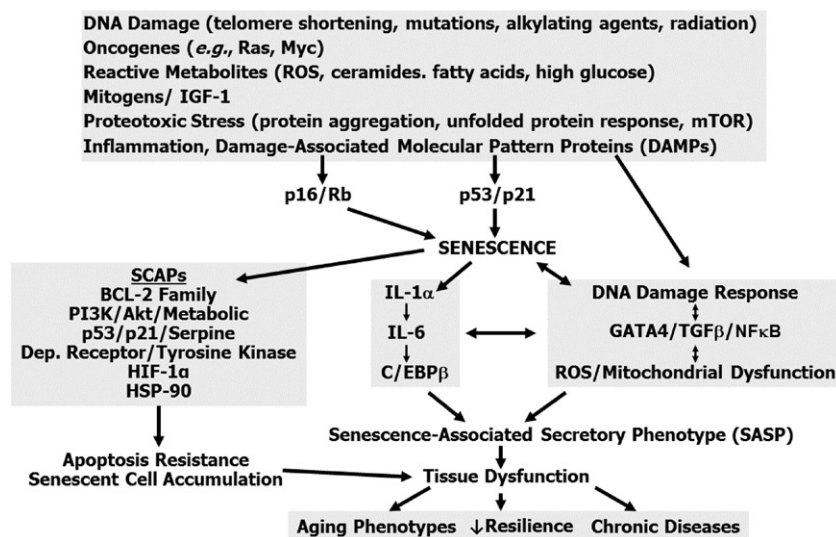 DNA Damage (telomere shortening, mutations, alkylating agents, radiation)
Oncogenes (e.g., Ras, Myc)
Reactive Metabolites (ROS, ceramides. fatty acids, high glucose)
Mitogens/ IGF-1
Proteotoxic Stress (protein aggregation, unfolded protein response, mTOR)
Inflammation, Damage-Associated Molecular Pattern Proteins (DAMPs)
p16/Rb
p53/p21
SENESCENCE
SCAPs
BCL-2 Family
PI3K/Akt/Metabolic
p53/p21/Serpine
Dep. Receptor/Tyrosine Kinase
HIF-1α
HSP-90
IL-1α
IL-6
C/EBPβ
DNA Damage Response
GATA4/TGFβ/NFκB
ROS/Mitochondrial Dysfunction
Senescence-Associated Secretory Phenotype (SASP)
Apoptosis Resistance
Senescent Cell Accumulation
Tissue Dysfunction
Aging Phenotypes ↓Resilience Chronic Diseases